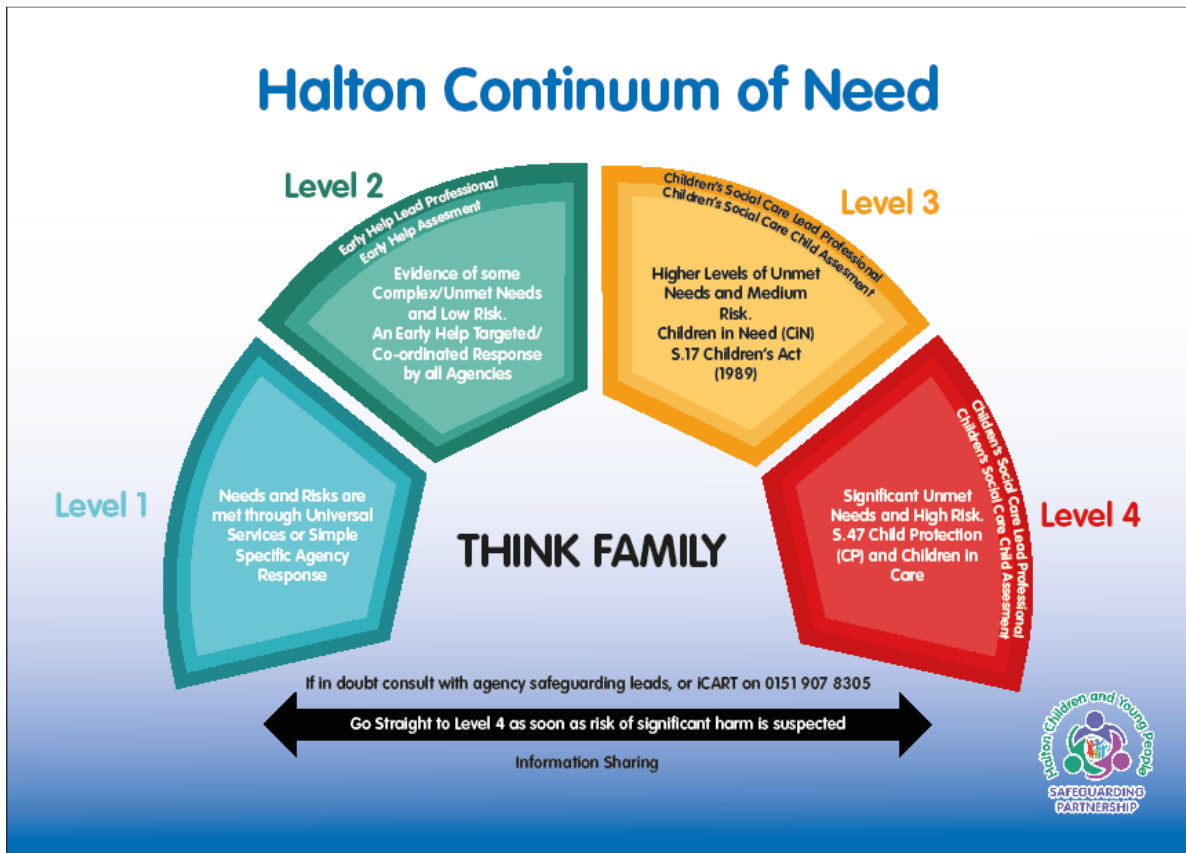 Halton Continuum of Need
Level 1
Needs and Risks are
met through Universal
Services or Simple
Specific Agency
Response
Level 2
Early Help Lead Professional
Early Help Assesment
Evidence of some
Complex/Unmet Needs
and Low Risk.
An Early Help Targeted/
Co-ordinated Response
by all Agencies
Level 3
Children's Social Care Lead Professional
Children's Social Care Child Assesment
Higher Levels of Unmet
Needs and Medium
Risk.
Children in Need (CiN)
S.17 Children's Act
(1989)
Level 4
Children's Social Care Lead Professional
Children's Social Care Child Assesment
Significant Unmet
Needs and High Risk.
S.47 Child Protection
(CP) and Children in
Care
THINK FAMILY
If in doubt consult with agency safeguarding leads, or iCART on 0151 907 8305
Go Straight to Level 4 as soon as risk of significant harm is suspected
Information Sharing
Halton Children and Young People
SAFEGUARDING
PARTNERSHIP